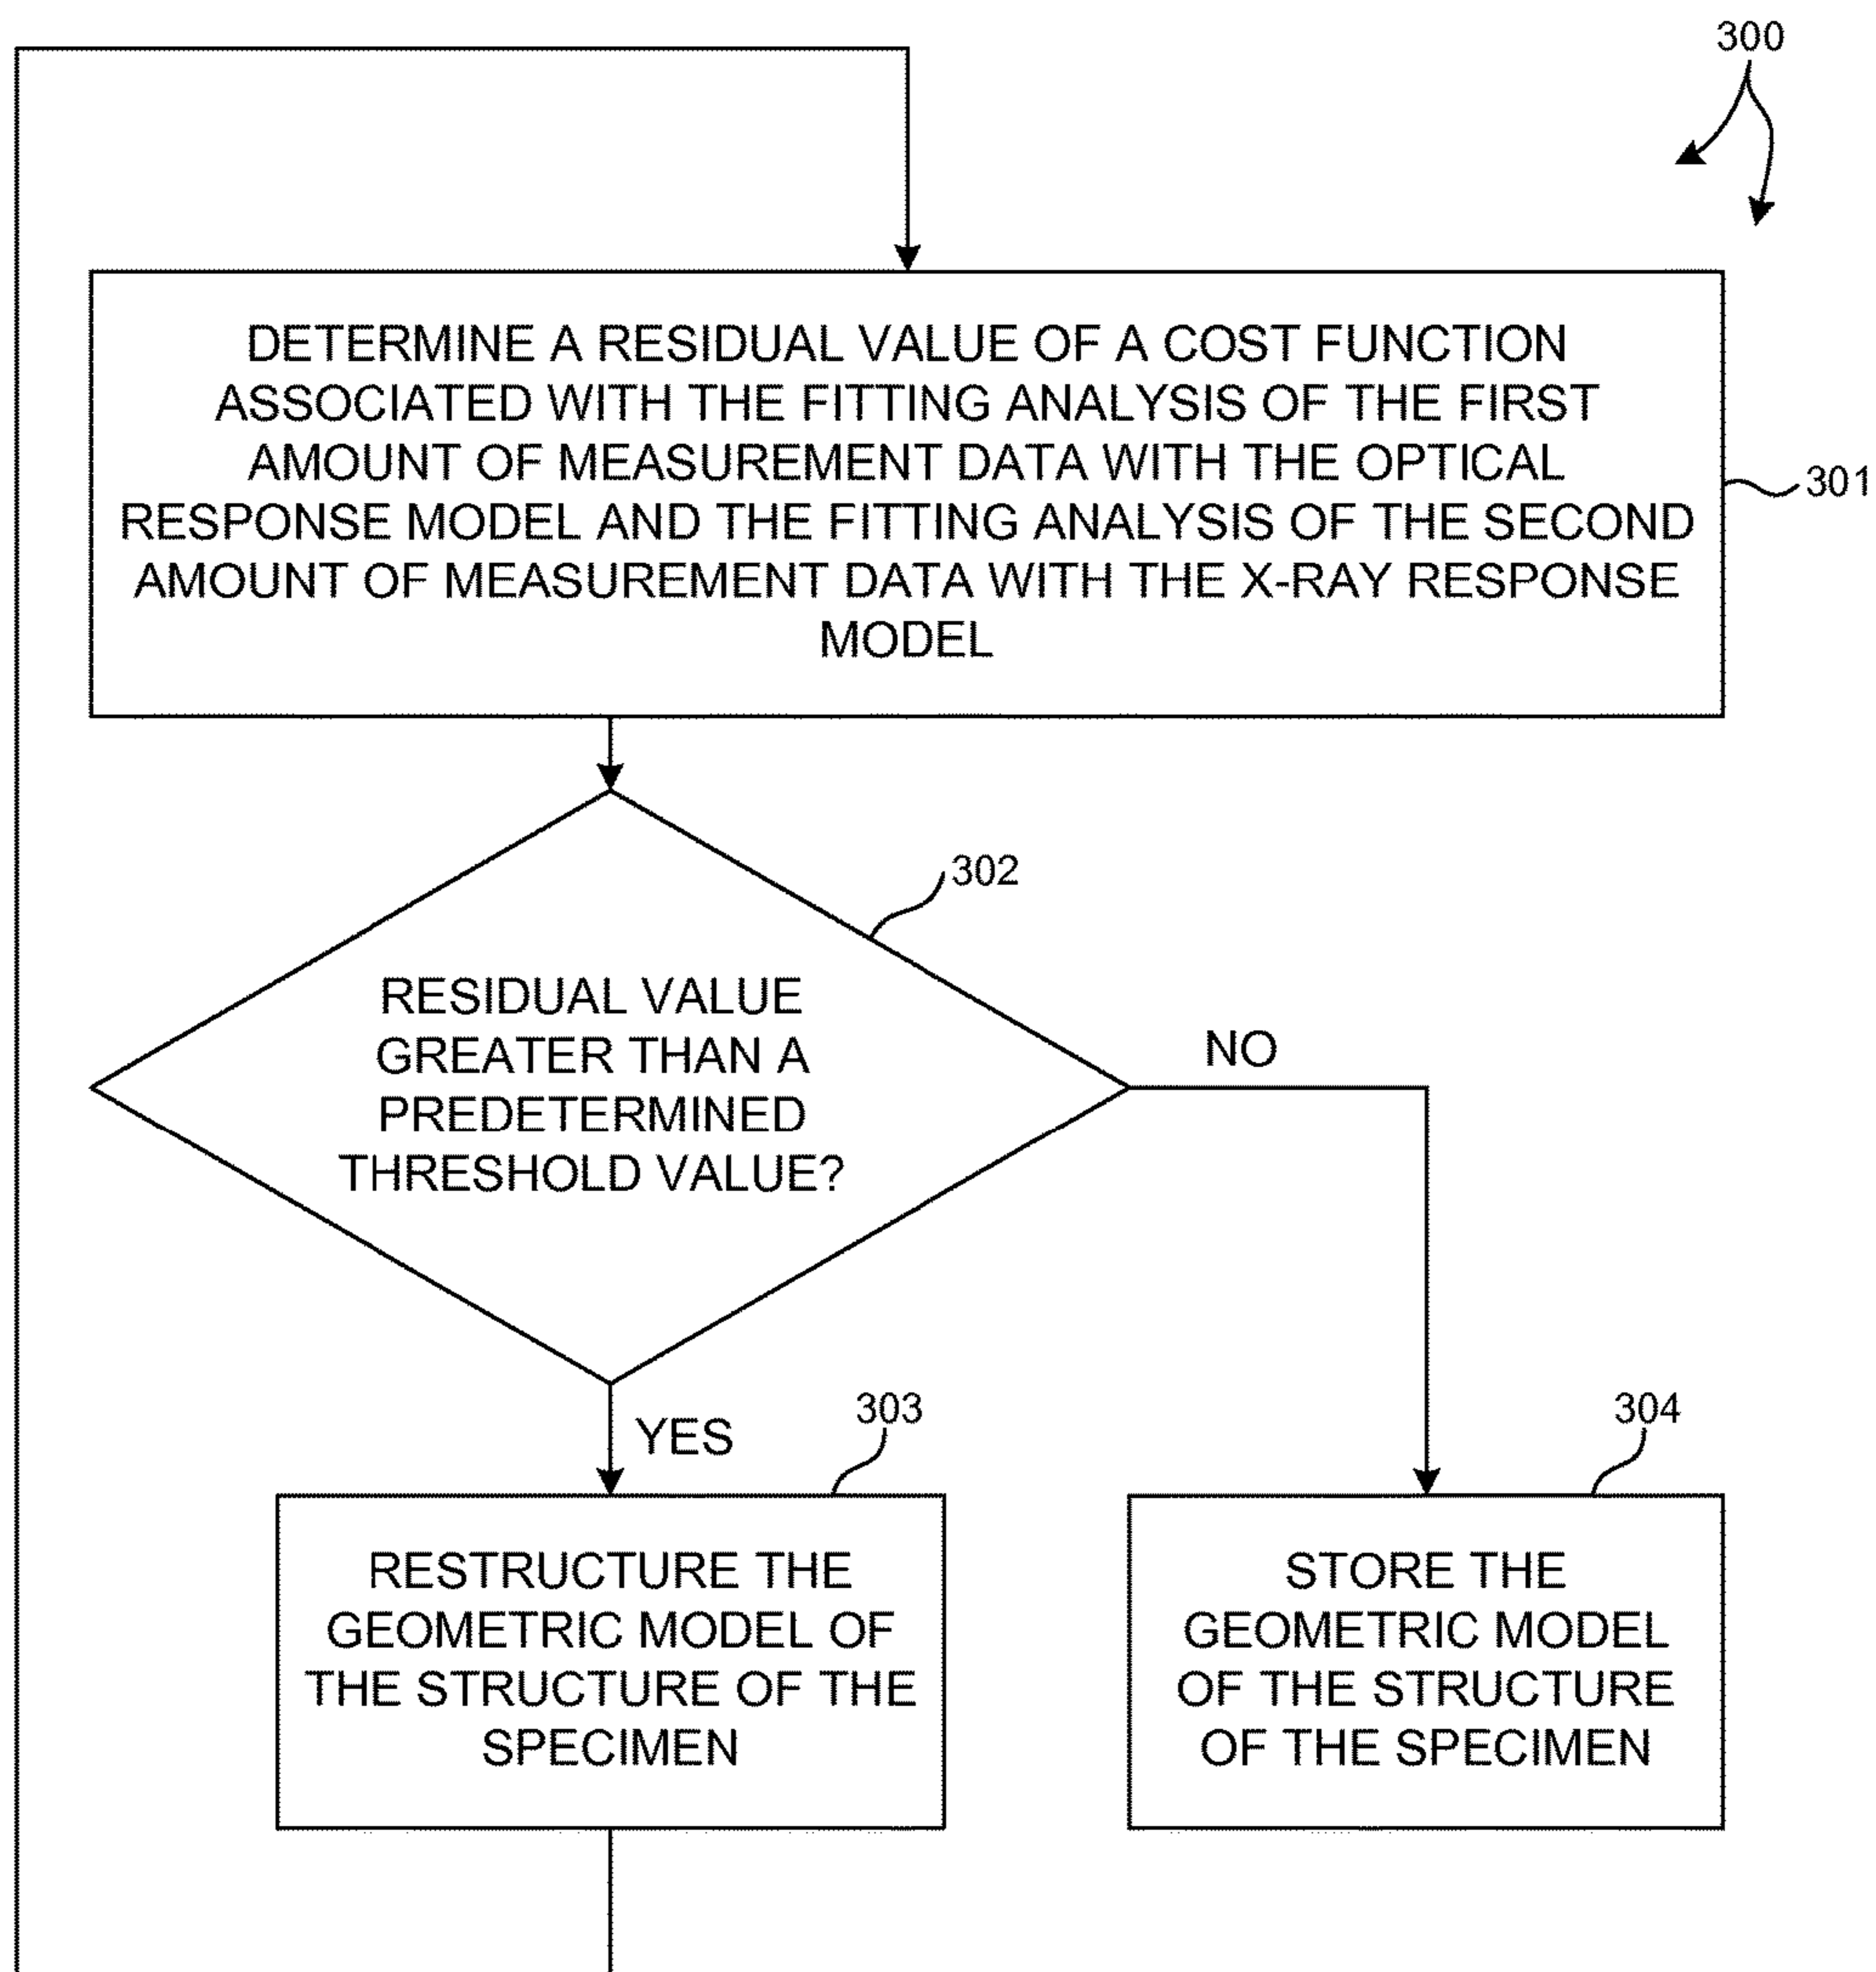 300
DETERMINE A RESIDUAL VALUE OF A COST FUNCTION
ASSOCIATED WITH THE FITTING ANALYSIS OF THE FIRST
AMOUNT OF MEASUREMENT DATA WITH THE OPTICAL
RESPONSE MODEL AND THE FITTING ANALYSIS OF THE SECOND
AMOUNT OF MEASUREMENT DATA WITH THE X-RAY RESPONSE
MODEL
301
302
RESIDUAL VALUE
GREATER THAN A
PREDETERMINED
THRESHOLD VALUE?
NO
YES
303
RESTRUCTURE THE
GEOMETRIC MODEL OF
THE STRUCTURE OF THE
SPECIMEN
304
STORE THE
GEOMETRIC MODEL
OF THE STRUCTURE
OF THE SPECIMEN